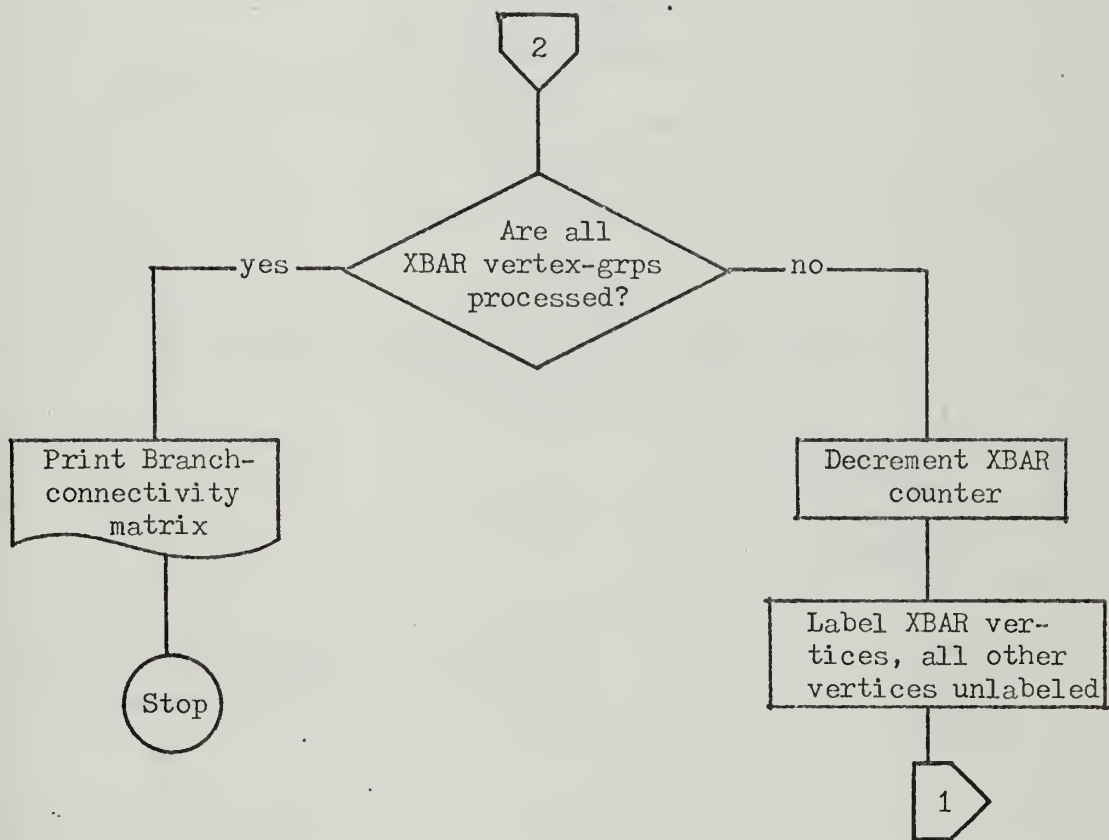 2
Are all
XBAR vertex-grps
processed?
yes
no
Print Branch-
connectivity
matrix
Decrement XBAR
counter
Label XBAR ver-
tices, all other
vertices unlabeled
Stop
1